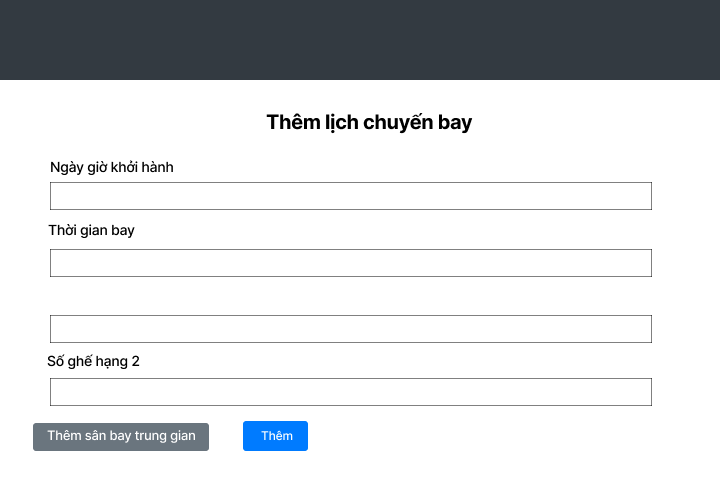 Thêm lịch chuyến bay
Ngày giờ khởi hành
Thời gian bay
Số ghế hạng 2
Thêm sân bay trung gian
Thêm